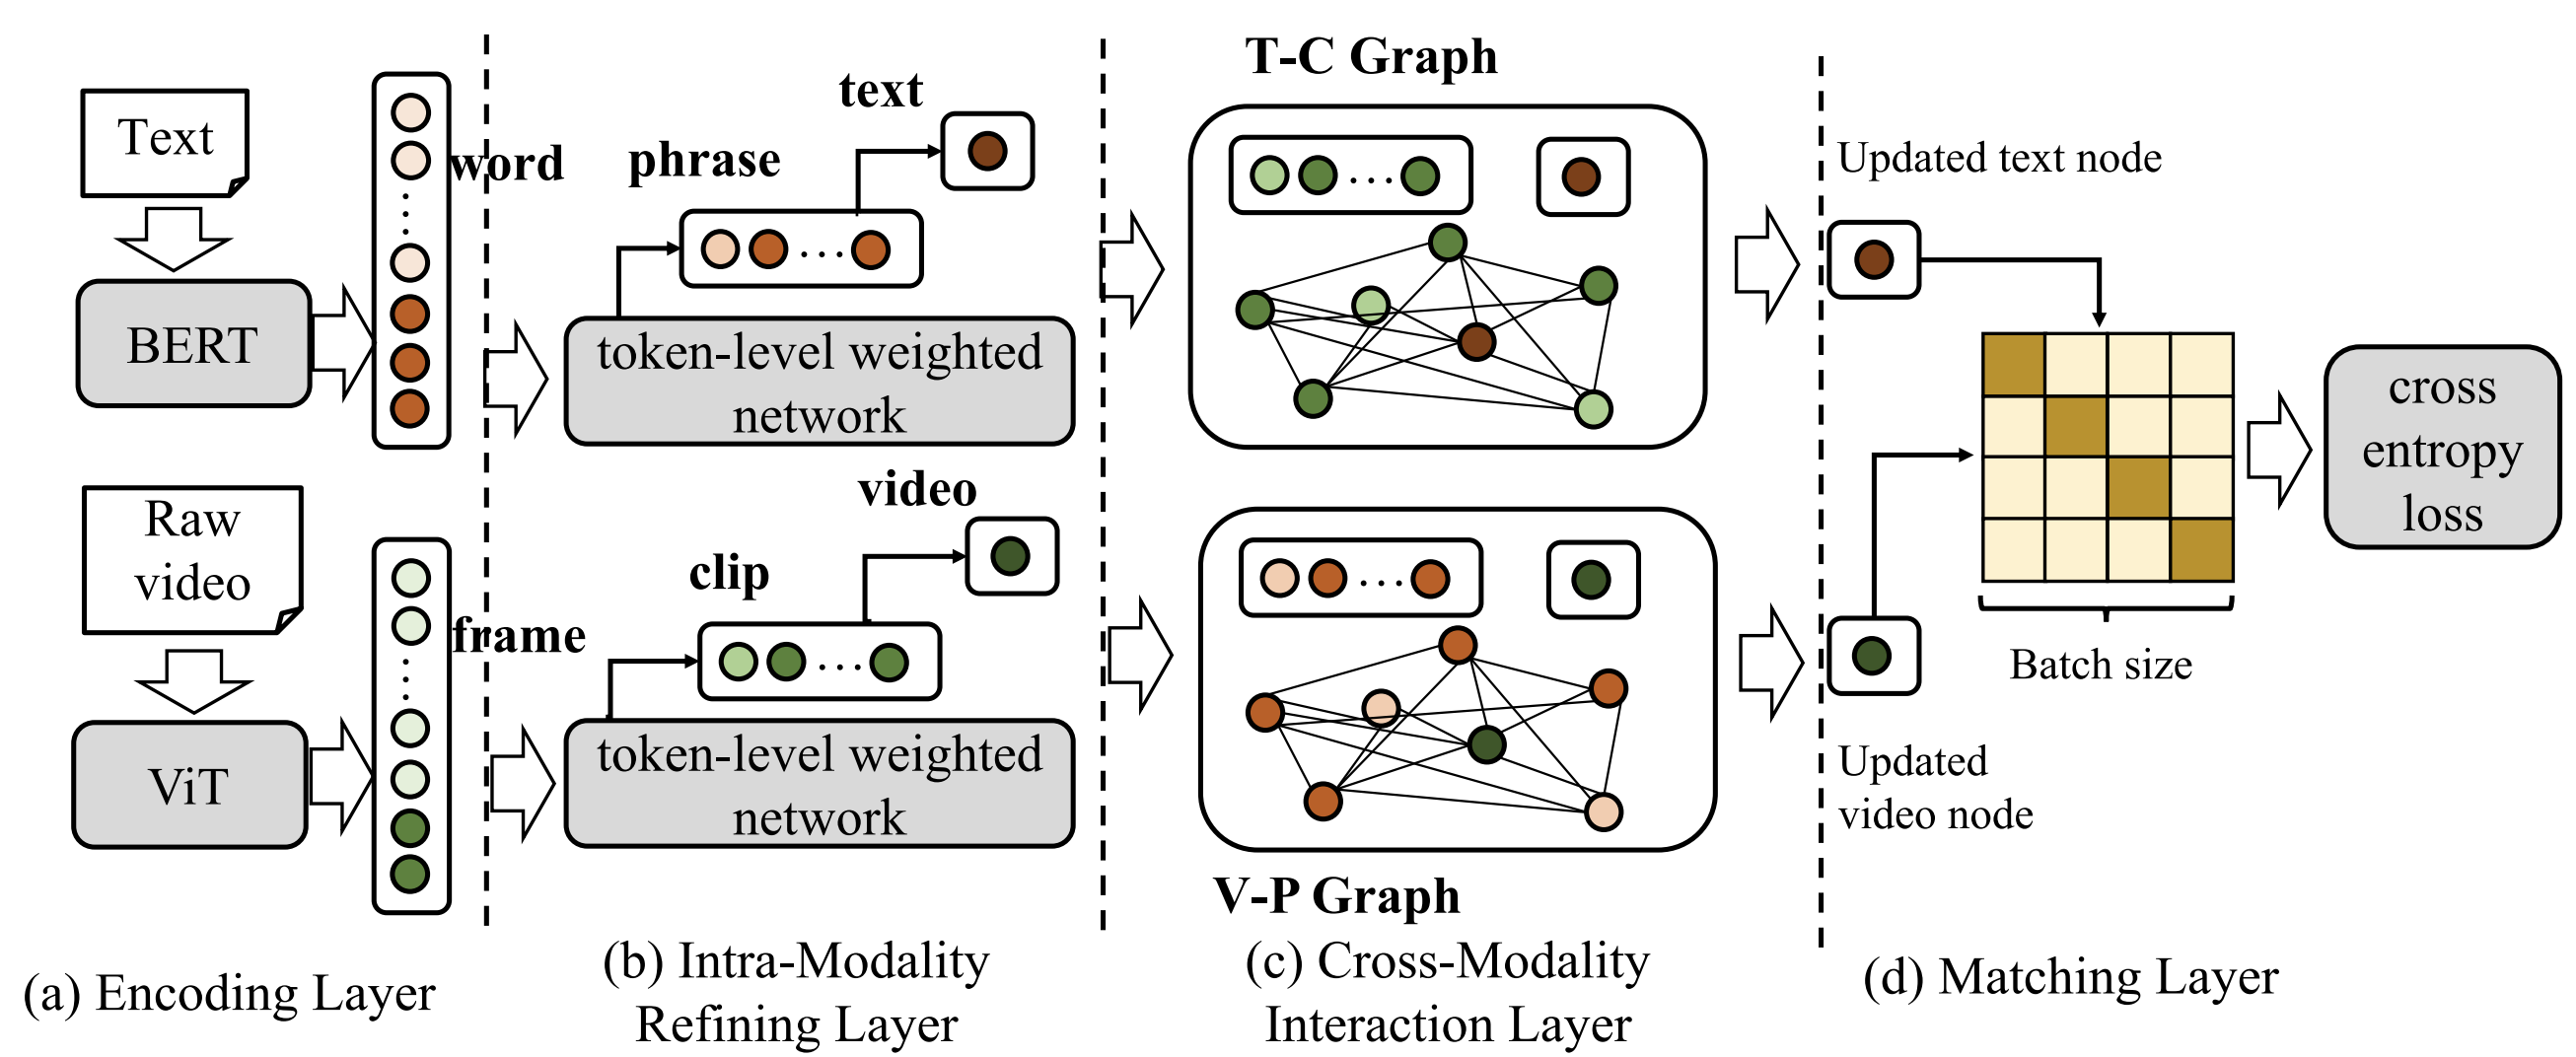 Text
BERT
word
phrase
text
token-level weighted
network
T-C Graph
Updated text node
Raw
video
ViT
frame
clip
video
token-level weighted
network
V-P Graph
Batch size
Updated
video node
cross
entropy
loss
(a) Encoding Layer
(b) Intra-Modality
Refining Layer
(c) Cross-Modality
Interaction Layer
(d) Matching Layer